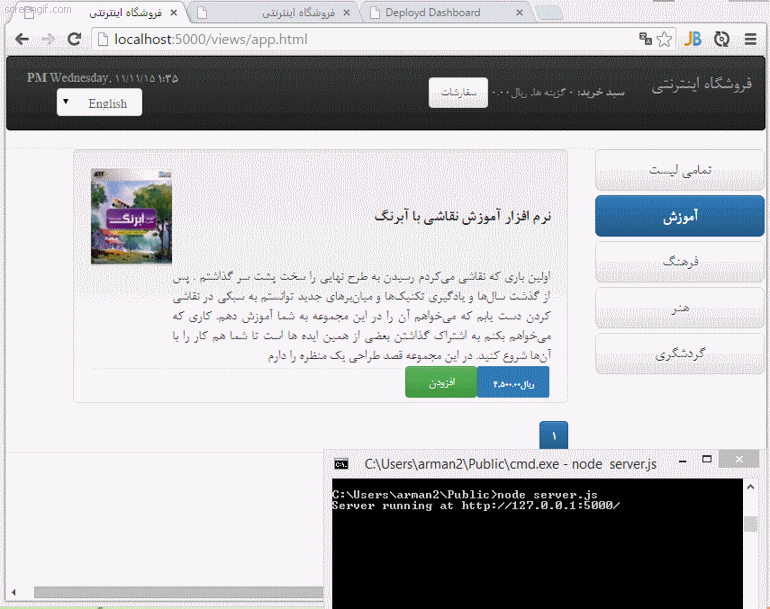 screengif.com
فروشگاه اینترنتی
فروشگاه اینترنتی
Deployd Dashboard
localhost:5000/views/app.html
فروشگاه اینترنتی
سبد خرید: ۰ گزینه ها, ریال۰.۰۰
سفارشات
PM Wednesday, ۱۱/۱۱/۱۵ ۱:۳۵
English
تمامی لیست
آموزش
فرهنگ
هنر
گردشگری
نرم افزار آموزش نقاشی با آبرنگ
آبرنگ
اولین باری که نقاشی می‌کردم رسیدن به طرح نهایی را سخت پشت سر گذاشتم . پس
از گذشت سال‌ها و یادگیری تکنیک‌ها و میان‌برهای جدید توانستم به سبکی در نقاشی
کردن دست یابم که می‌خواهم آن را در این مجموعه به شما آموزش دهم. کاری که
می‌خواهم بکنم به اشتراک گذاشتن بعضی از همین ایده ها است تا شما هم کار را با
آن‌ها شروع کنید. در این مجموعه قصد طراحی یک منظره را دارم
ریال۴,۵۰۰.۰۰
افزودن
۱
C:\Users\arman2\Public\cmd.exe - node server.js
C:\Users\arman2\Public>node server.js
Server running at http://127.0.0.1:5000/